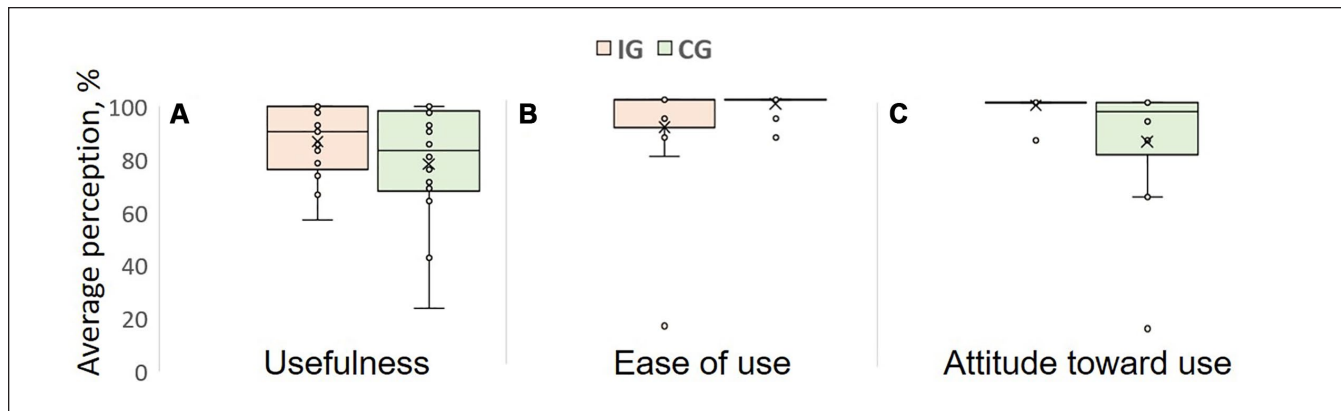 IG CG
Average perception, %
100
80
60
40
20
0
A
B
C
Usefulness
Ease of use
Attitude toward use